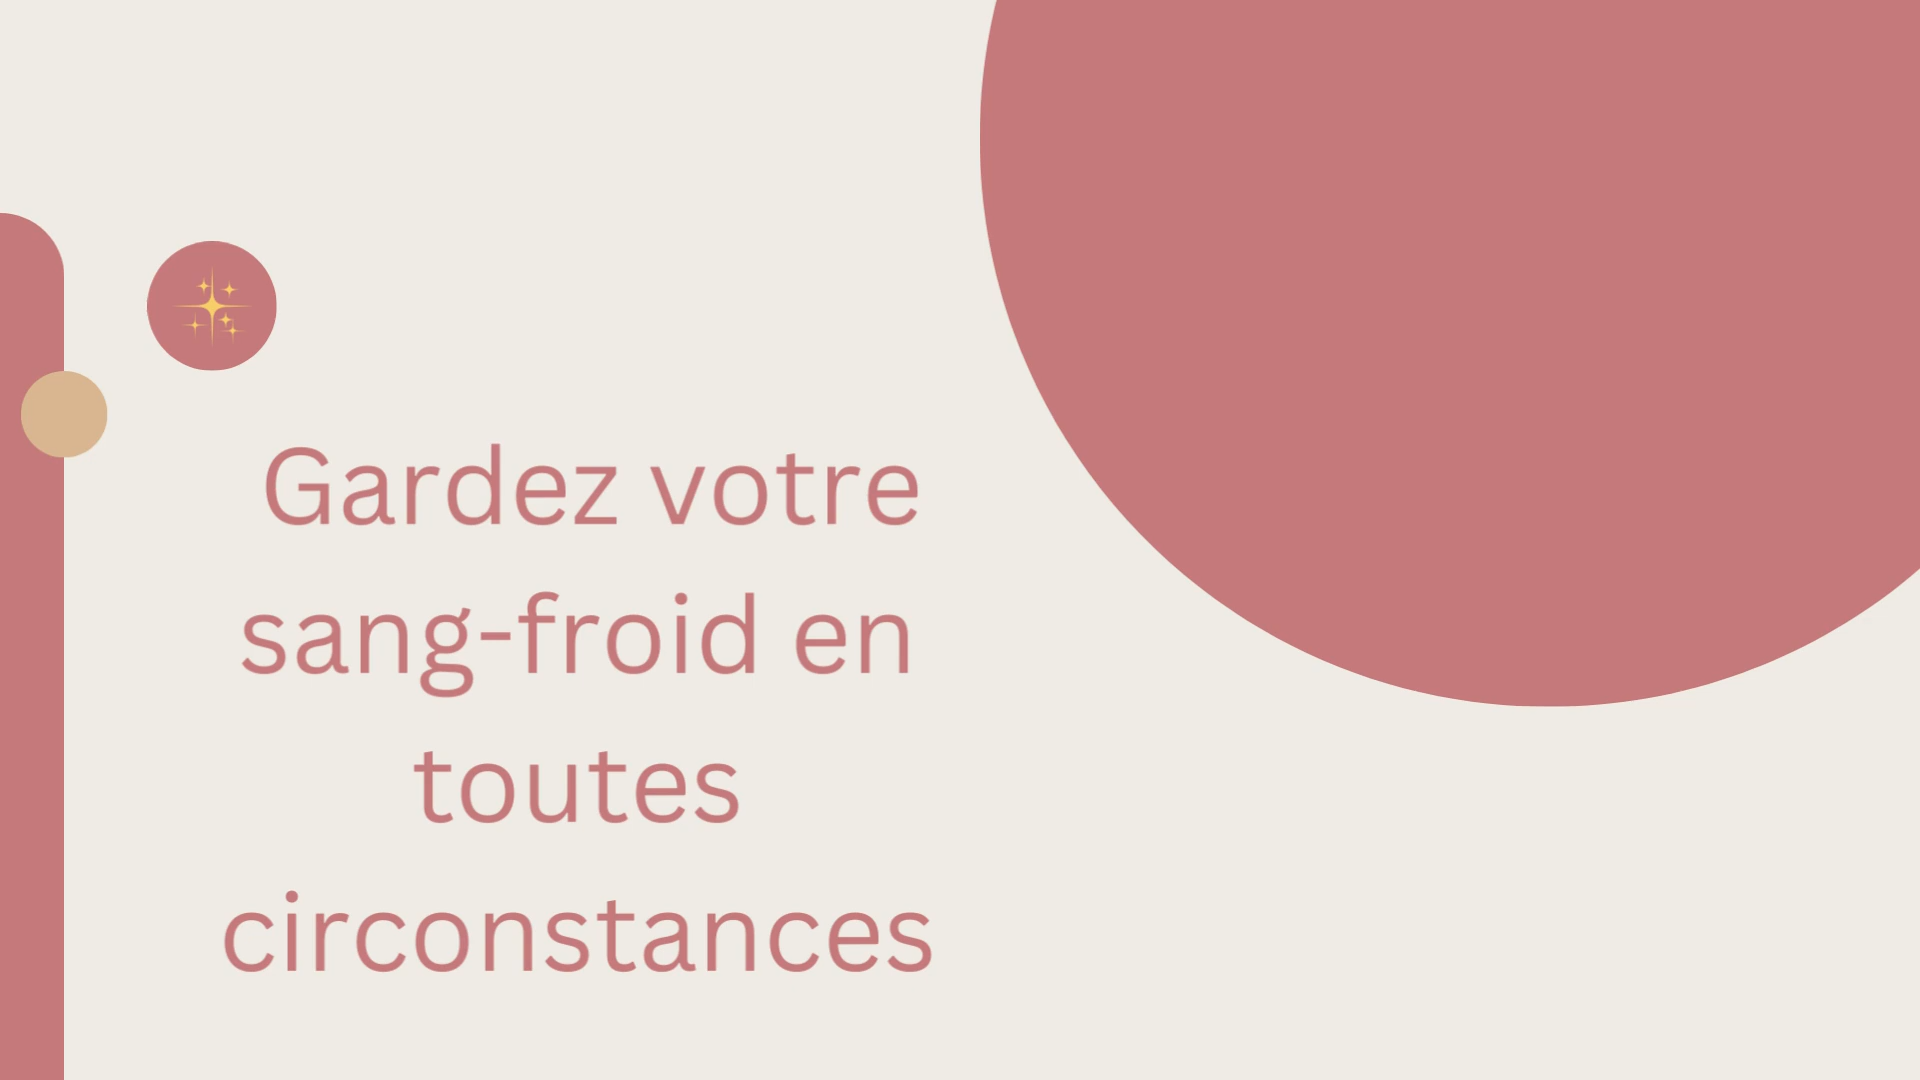 Gardez votre
sang-froid en
toutes
circonstances